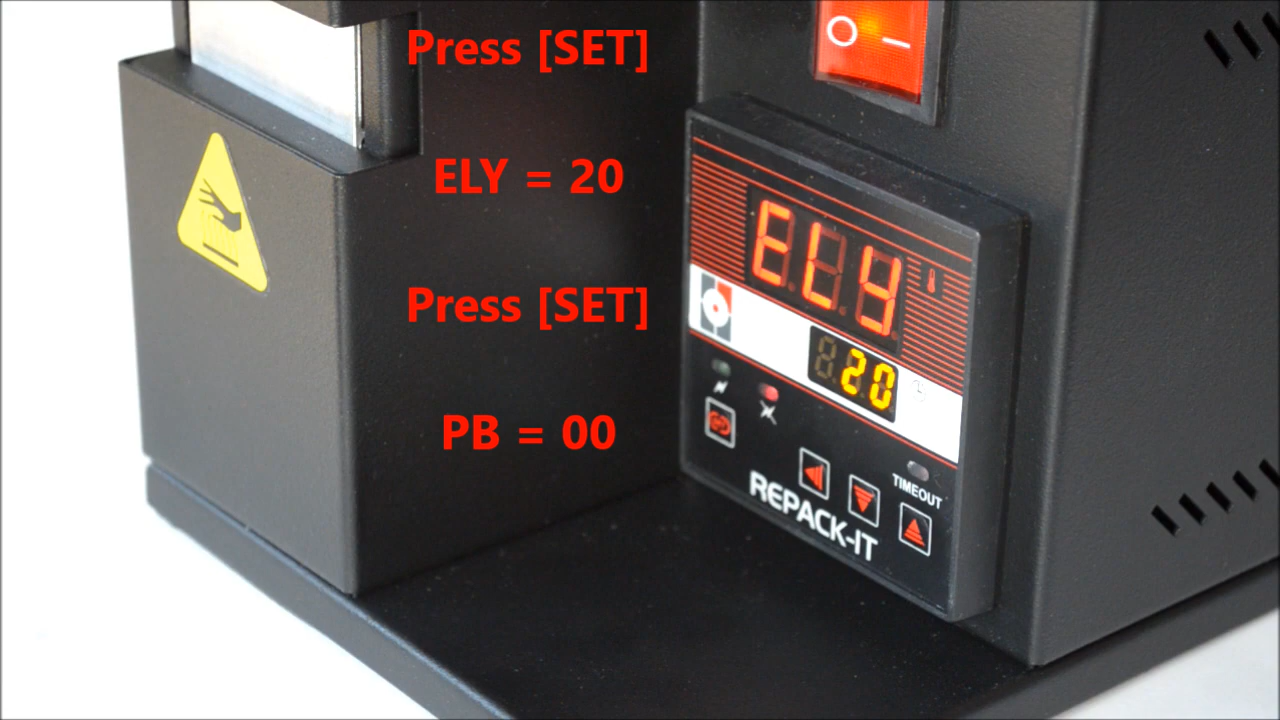 Press [SET]
ELY = 20
Press [SET]
PB = 00
ELY
20
TIMEOUT
REPACK-IT